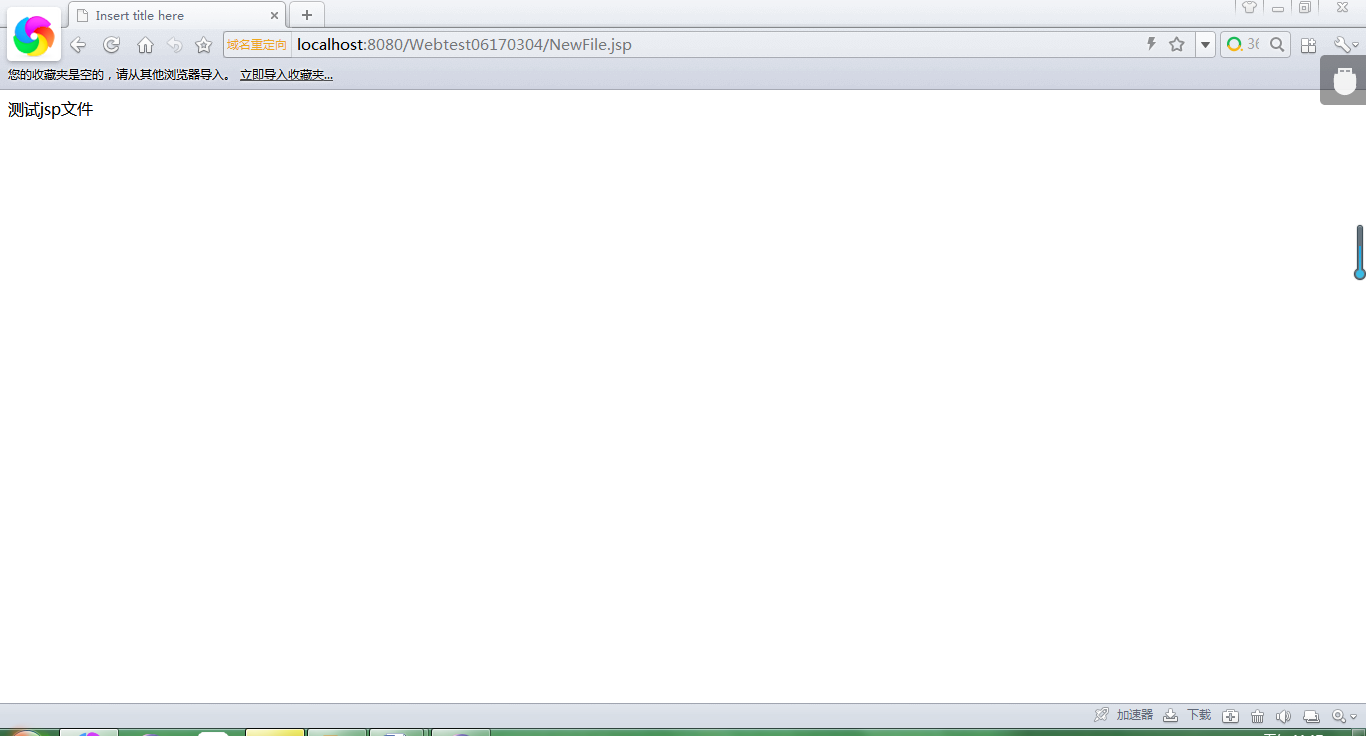 Insert title here
域名重定向 localhost:8080/Webtest06170304/NewFile.jsp
您的收藏夹是空的，请从其他浏览器导入。 立即导入收藏夹...
测试jsp文件
加速器 下载